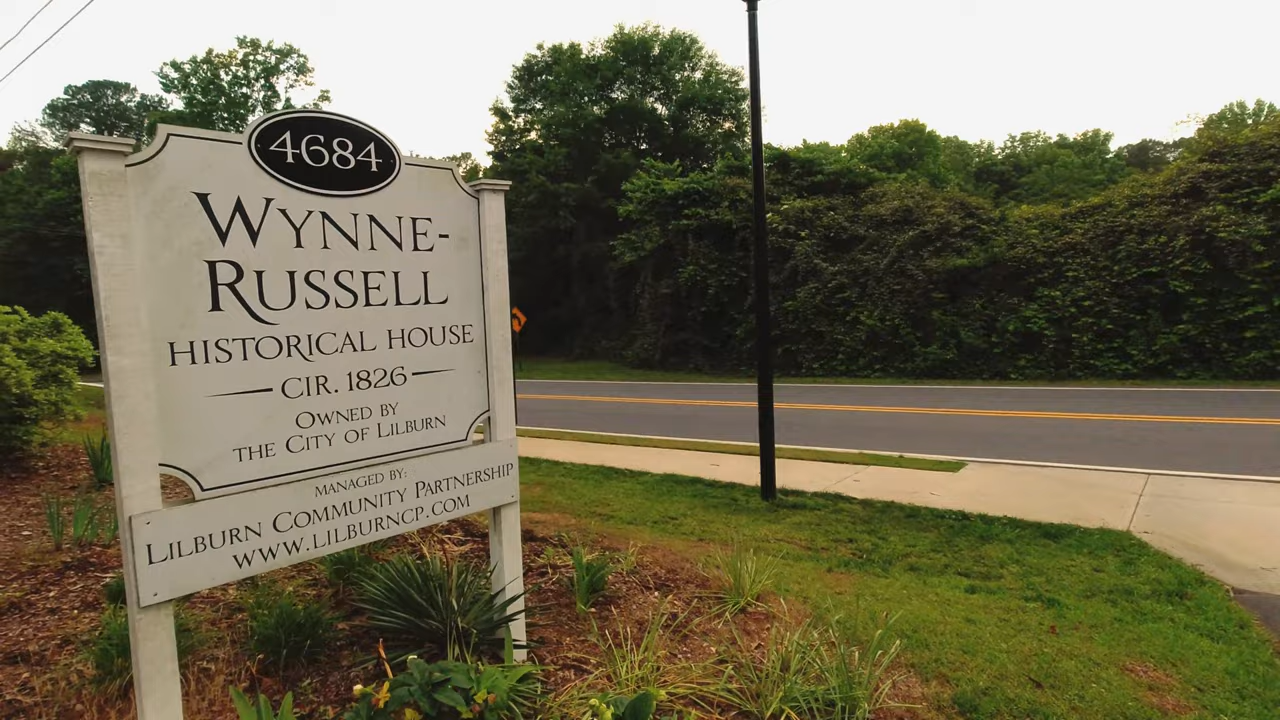 4684
WYNNE-
RUSSELL
HISTORICAL HOUSE
CIR. 1826
OWNED BY
THE CITY OF LILBURN
MANAGED BY:
LILBURN COMMUNITY PARTNERSHIP
WWW.LILBURNCP.COM